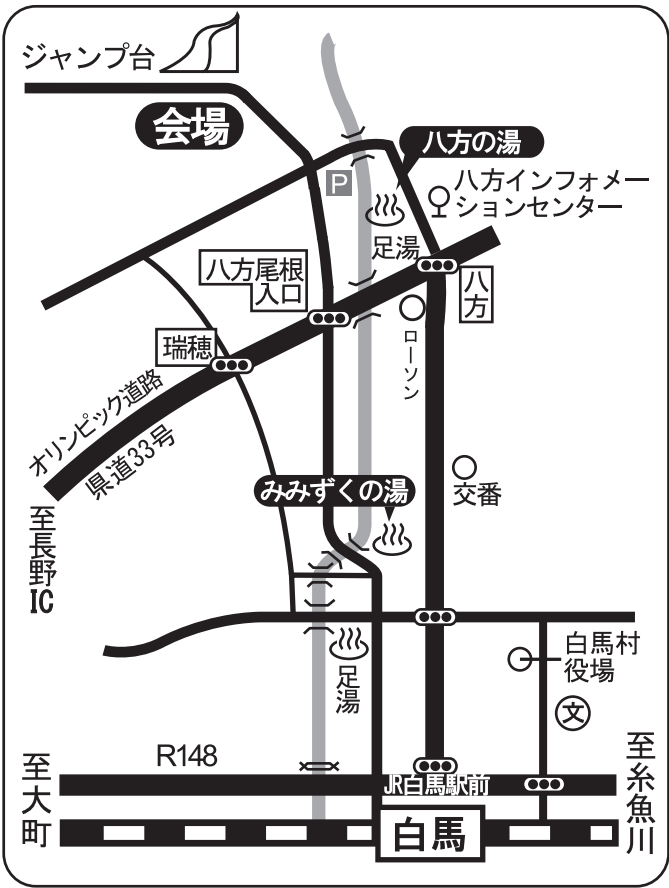 ジャンプ台
会場
八方の湯
P
八方インフォメー
ションセンター
足湯
八方尾根
入口
八方
瑞穂
ローソン
オリンピック道路
県道33号
みみずくの湯
交番
至長野IC
白馬村
役場
足湯
文
R148
至大町
JR白馬駅前
至糸魚川
白馬